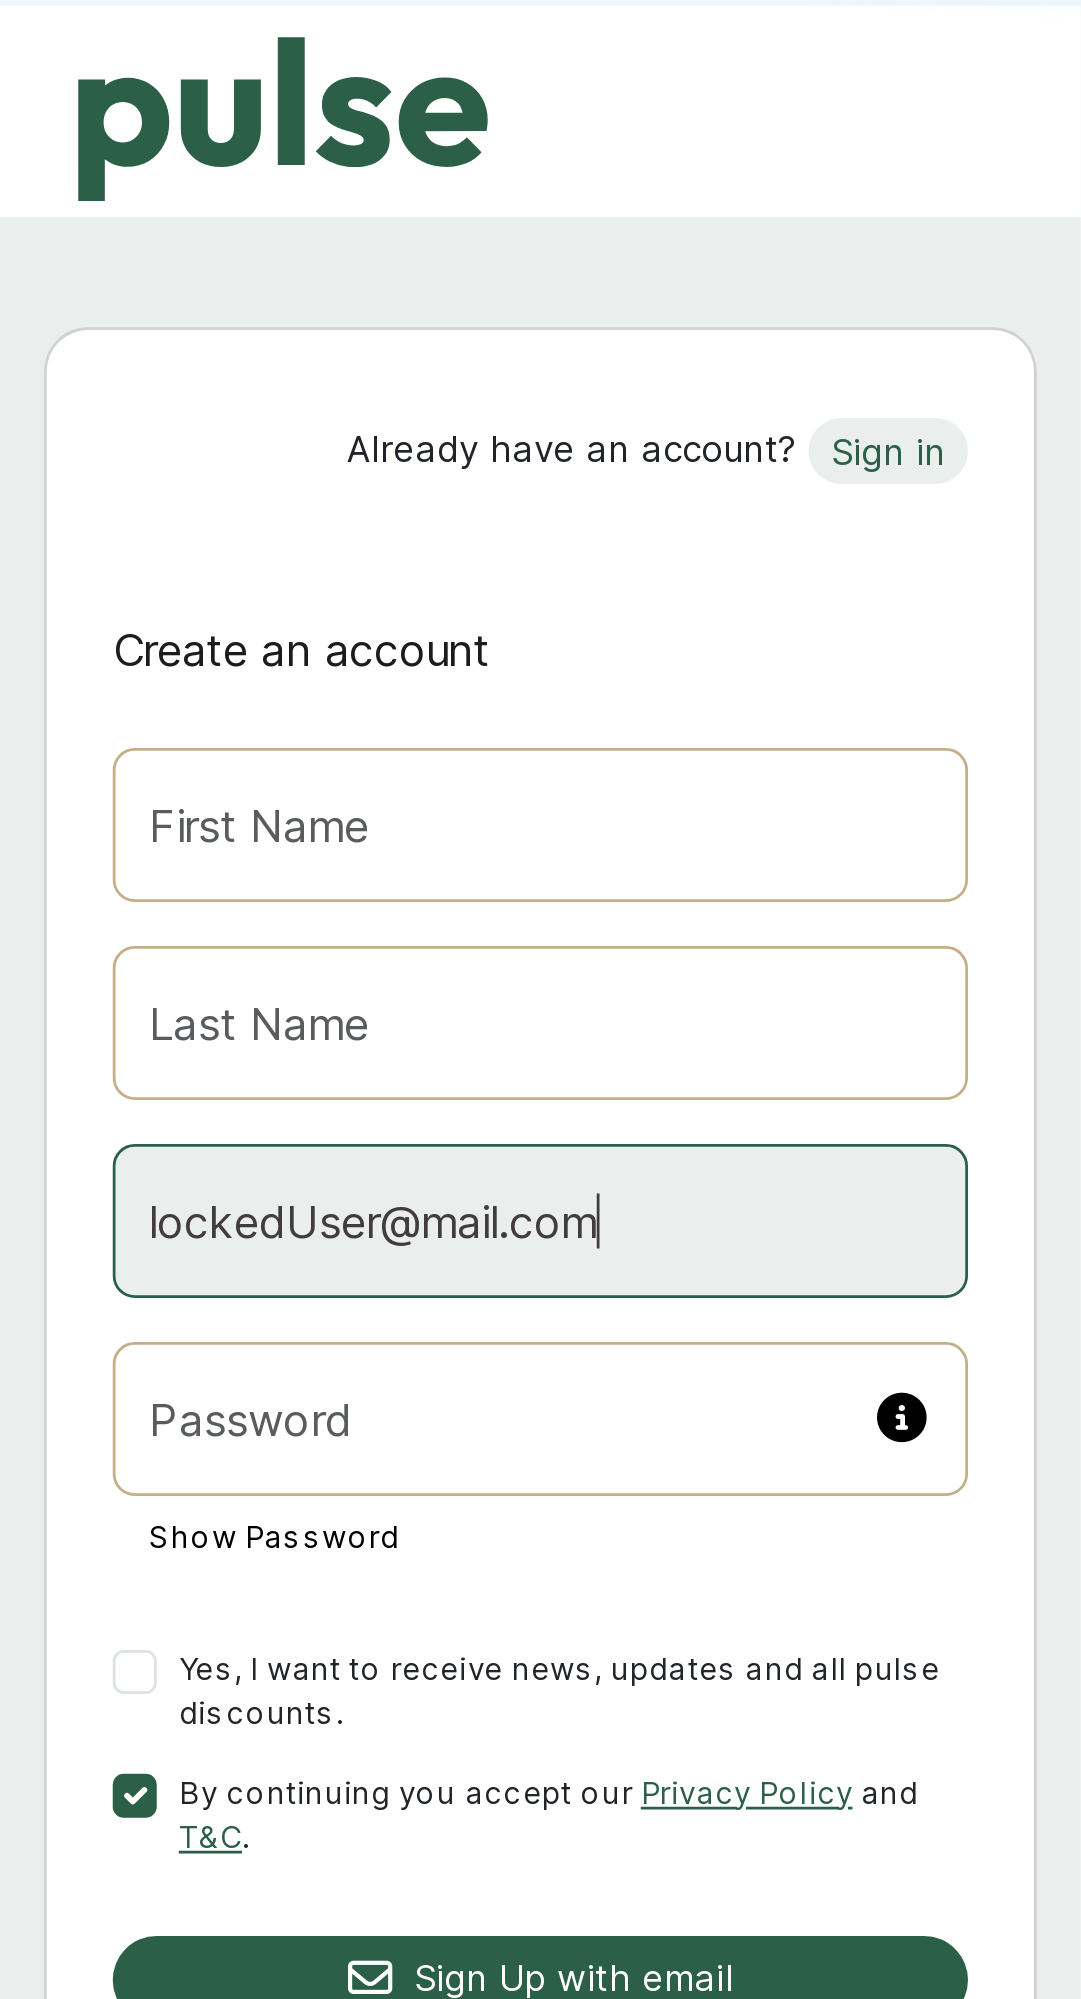 pulse
Already have an account? Sign in
Create an account
First Name
Last Name
lockedUser@mail.com
Password
Show Password
Yes, I want to receive news, updates and all pulse
discounts.
By continuing you accept our Privacy Policy and
T&C.
Sign Up with email